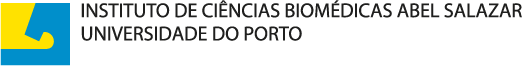 INSTITUTO DE CIÊNCIAS BIOMÉDICAS ABEL SALAZAR
UNIVERSIDADE DO PORTO